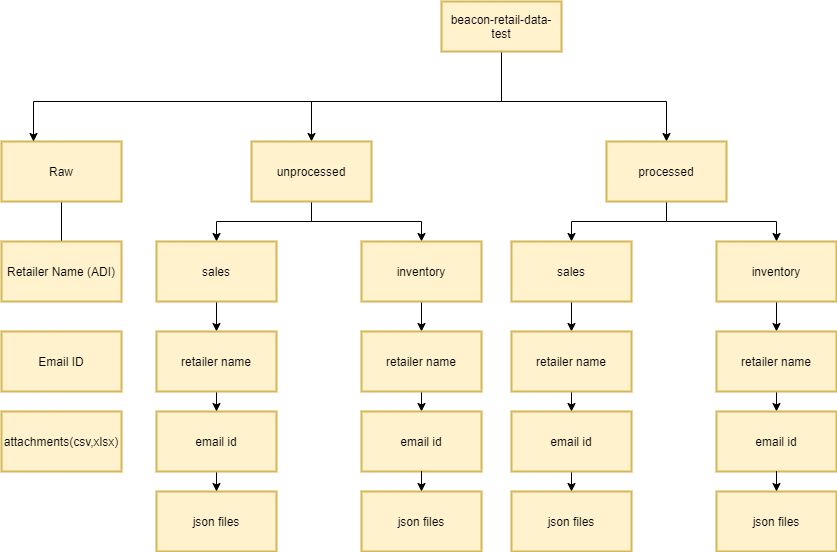 beacon-retail-data-
test
Raw
unprocessed
processed
Retailer Name (ADI)
sales
inventory
sales
inventory
Email ID
retailer name
retailer name
retailer name
retailer name
attachments(csv,xlsx)
email id
email id
email id
email id
json files
json files
json files
json files